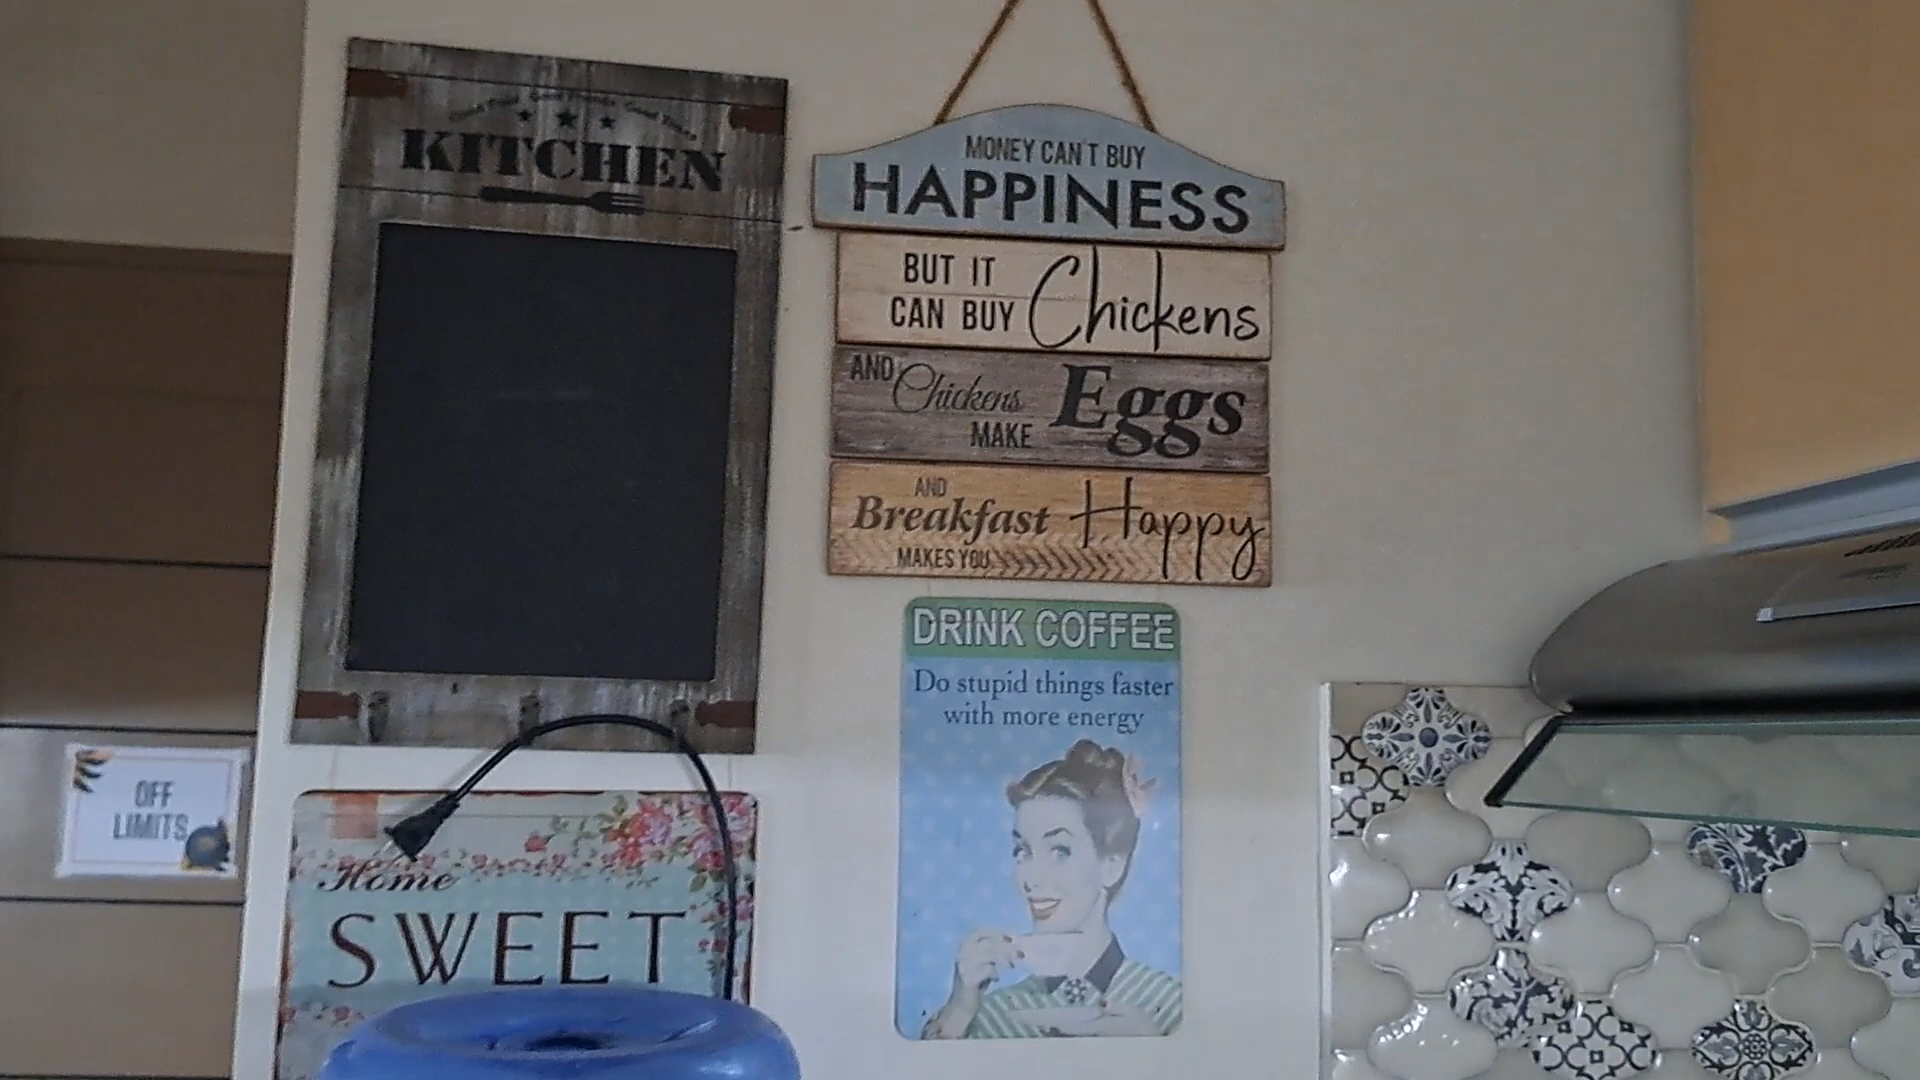 KITCHEN
MONEY CAN'T BUY
HAPPINESS
BUT IT
CAN BUY Chickens
AND Chickens
MAKE Eggs
AND
Breakfast Happy
MAKES YOU
DRINK COFFEE
Do stupid things faster
with more energy
OFF
LIMITS
Home
SWEET